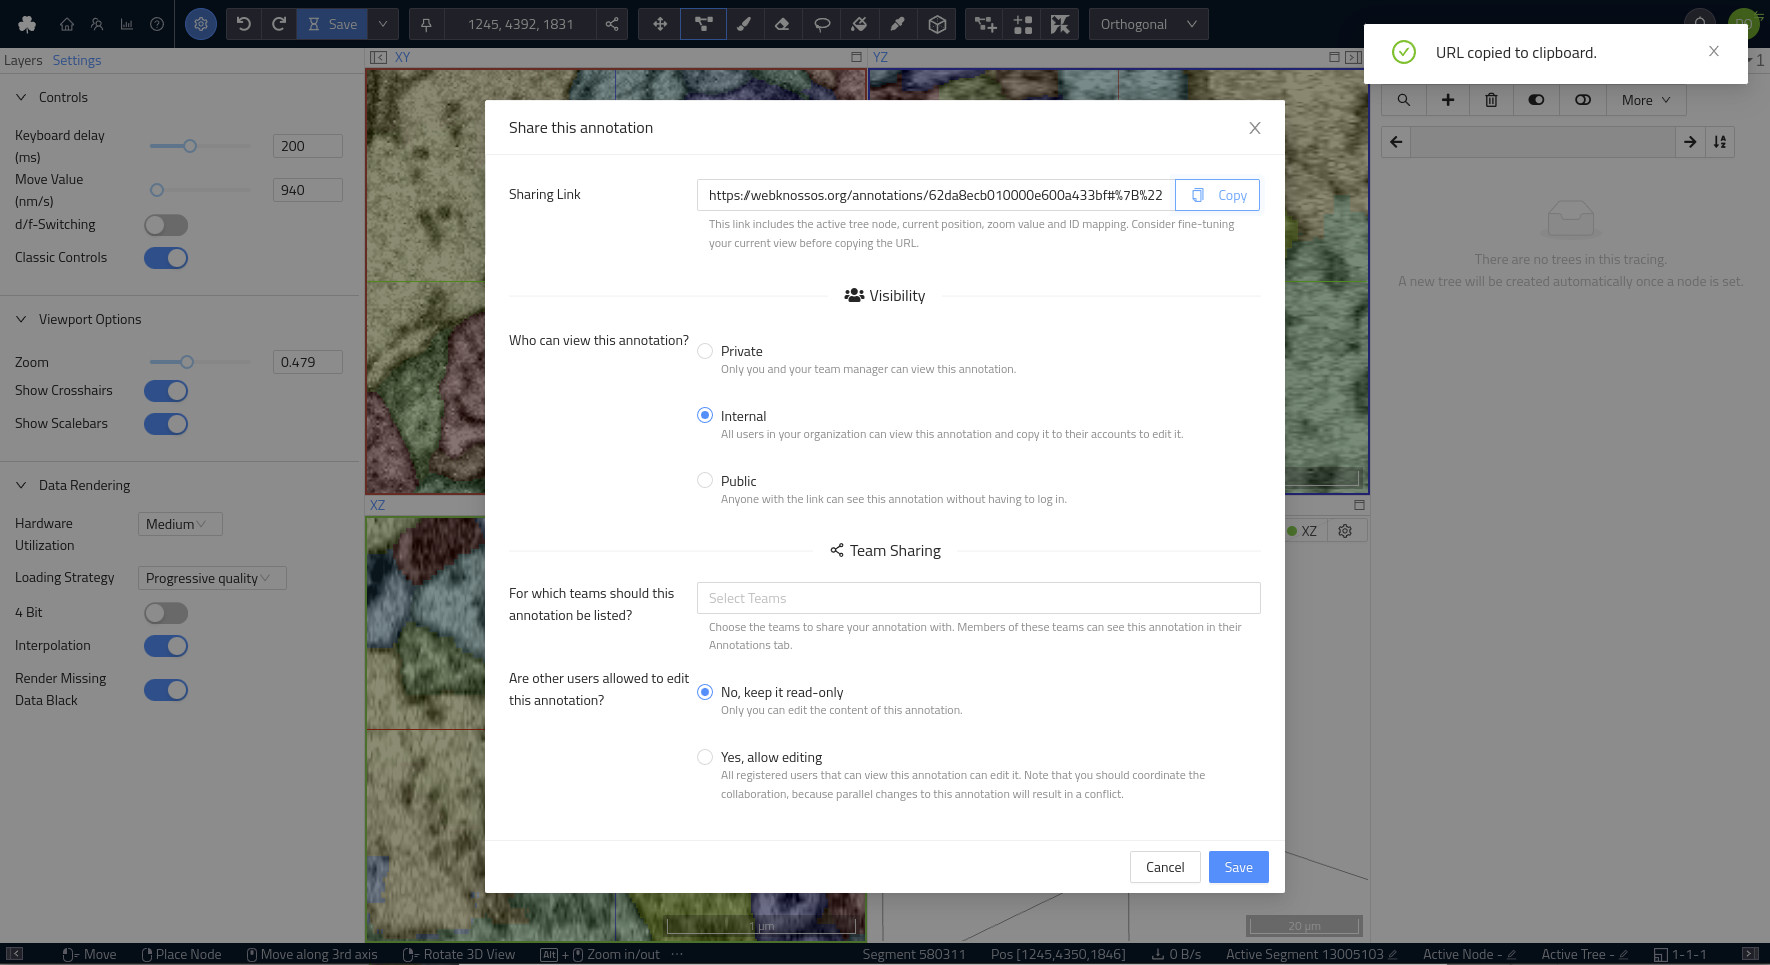 Save
1245, 4392, 1831
Orthogonal
URL copied to clipboard.
Layers Settings
XY
YZ
1
Controls
Keyboard delay
(ms)
200
Move Value
(nm/s)
940
d/f-Switching
Classic Controls
Viewport Options
Zoom
0.479
Show Crosshairs
Show Scalebars
Data Rendering
Hardware
Utilization
Medium
Loading Strategy
Progressive quality
4 Bit
Interpolation
Render Missing
Data Black
XZ
Share this annotation
Sharing Link
https://webknossos.org/annotations/62da8ecb010000e600a433bf#%7B%22
Copy
This link includes the active tree node, current position, zoom value and ID mapping. Consider fine-tuning
your current view before copying the URL.
Visibility
Who can view this annotation?
Private
Only you and your team manager can view this annotation.
Internal
All users in your organization can view this annotation and copy it to their accounts to edit it.
Public
Anyone with the link can see this annotation without having to log in.
Team Sharing
For which teams should this
annotation be listed?
Select Teams
Choose the teams to share your annotation with. Members of these teams can see this annotation in their
Annotations tab.
Are other users allowed to edit
this annotation?
No, keep it read-only
Only you can edit the content of this annotation.
Yes, allow editing
All registered users that can view this annotation can edit it. Note that you should coordinate the
collaboration, because parallel changes to this annotation will result in a conflict.
Cancel
Save
More
There are no trees in this tracing.
A new tree will be created automatically once a node is set.
XZ
1 µm
20 µm
Move
Place Node
Move along 3rd axis
Rotate 3D View
Alt + Zoom in/out
Segment 580311
Pos [1245,4350,1846]
0 B/s
Active Segment 13005103
Active Node -
Active Tree -
1-1-1